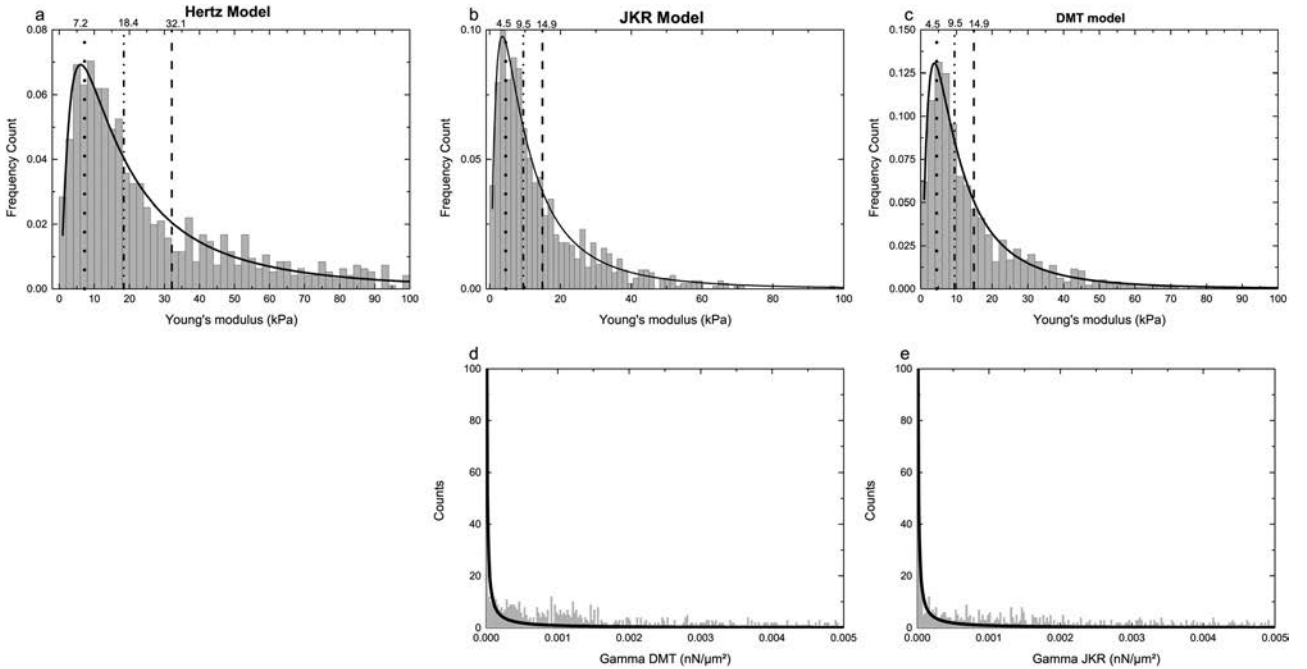 a
Hertz Model
7.2 18.4 32.1
0.08
0.06
0.04
0.02
0.00
Frequency Count
0 10 20 30 40 50 60 70 80 90 100
Young's modulus (kPa)
b
JKR Model
4.5 9.5 14.9
0.10
0.05
0.00
Frequency Count
0 20 40 60 80 100
Young's modulus (kPa)
c
DMT model
4.5 9.5 14.9
0.150
0.125
0.100
0.075
0.050
0.025
0.000
Frequency Count
0 10 20 30 40 50 60 70 80 90 100
Young's modulus (kPa)
d
100
80
60
40
20
0
Counts
0.000 0.001 0.002 0.003 0.004 0.005
Gamma DMT (nN/µm²)
e
100
80
60
40
20
0
Counts
0.000 0.001 0.002 0.003 0.004 0.005
Gamma JKR (nN/µm²)